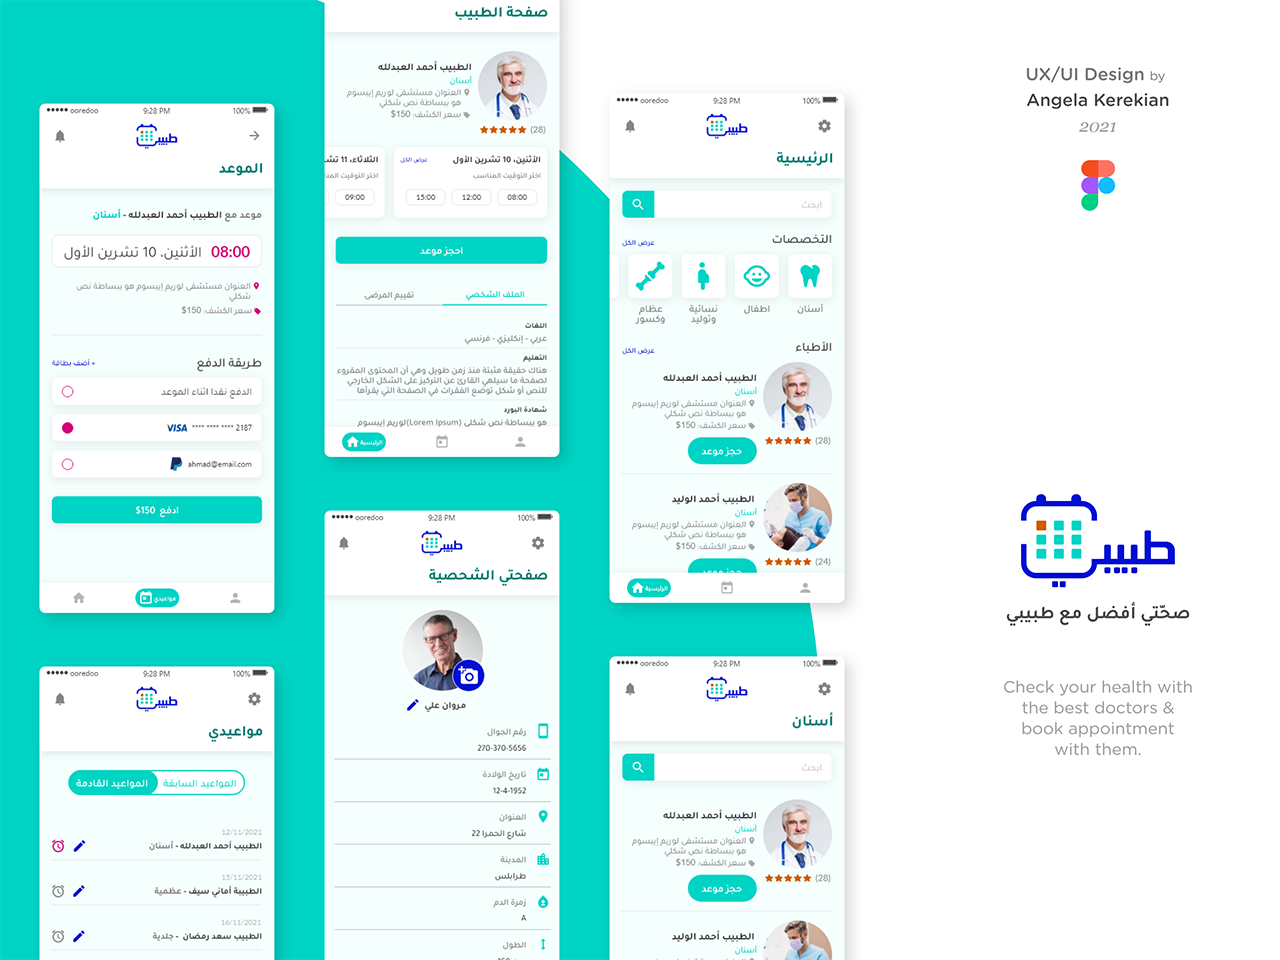 صفحة الطبيب
الطبيب أحمد العبدلله
أسنان
العنوان مستشفى لوريم إيبسوم
هو ببساطة نص شكلي
سعر الكشف: 150$
(28)
الأثنين، 10 تشرين الأول
عرض الكل
اختر التوقيت المناسب
08:00
12:00
15:00
الثلاثاء، 11 تشر
اختر التوقيت المناسب
09:00
احجز موعد
الملف الشخصي
تقييم المرضى
اللغات
عربي - إنكليزي - فرنسي
التعليم
هناك حقيقة مثبتة منذ زمن طويل وهي أن المحتوى المقروء
لصفحة ما سيلهي القارئ عن التركيز على الشكل الخارجي
للنص أو شكل توضع الفقرات في الصفحة التي يقرأها
شهادة البورد
هو ببساطة نص شكلي (Lorem Ipsum)لوريم إيبسوم
الرئيسية
ooredoo
9:28 PM
100%
طبيبي
الموعد
موعد مع الطبيب أحمد العبدلله - أسنان
08:00 الأثنين، 10 تشرين الأول
العنوان مستشفى لوريم إيبسوم هو ببساطة نص
شكلي
سعر الكشف: 150$
طريقة الدفع
+ أضف بطاقة
الدفع نقدا اثناء الموعد
VISA **** **** **** 2187
ahmad@email.com
ادفع 150$
مواعيدي
ooredoo
9:28 PM
100%
طبيبي
الرئيسية
ابحث
التخصصات
عرض الكل
أسنان
اطفال
نسائية
وتوليد
عظام
وكسور
الأطباء
عرض الكل
الطبيب أحمد العبدلله
أسنان
العنوان مستشفى لوريم إيبسوم
هو ببساطة نص شكلي
سعر الكشف: 150$
(28)
حجز موعد
الطبيب أحمد الوليد
أسنان
العنوان مستشفى لوريم إيبسوم
هو ببساطة نص شكلي
سعر الكشف: 150$
(24)
حجز موعد
الرئيسية
ooredoo
9:28 PM
100%
طبيبي
صفحتي الشحصية
مروان علي
رقم الجوال
270-370-5656
تاريخ الولادة
12-4-1952
العنوان
شارع الحمرا 22
المدينة
طرابلس
زمرة الدم
A
الطول
ooredoo
9:28 PM
100%
طبيبي
مواعيدي
المواعيد السابقة
المواعيد القادمة
12/11/2021
الطبيب أحمد العبدلله - أسنان
15/11/2021
الطبيبة أماني سيف - عظمية
16/11/2021
الطبيب سعد رمضان - جلدية
ooredoo
9:28 PM
100%
طبيبي
أسنان
ابحث
الطبيب أحمد العبدلله
أسنان
العنوان مستشفى لوريم إيبسوم
هو ببساطة نص شكلي
سعر الكشف: 150$
(28)
حجز موعد
الطبيب أحمد الوليد
أسنان
العنوان مستشفى لوريم إيبسوم
UX/UI Design by
Angela Kerekian
2021
طبيبي
صحّتي أفضل مع طبيبي
Check your health with
the best doctors &
book appointment
with them.